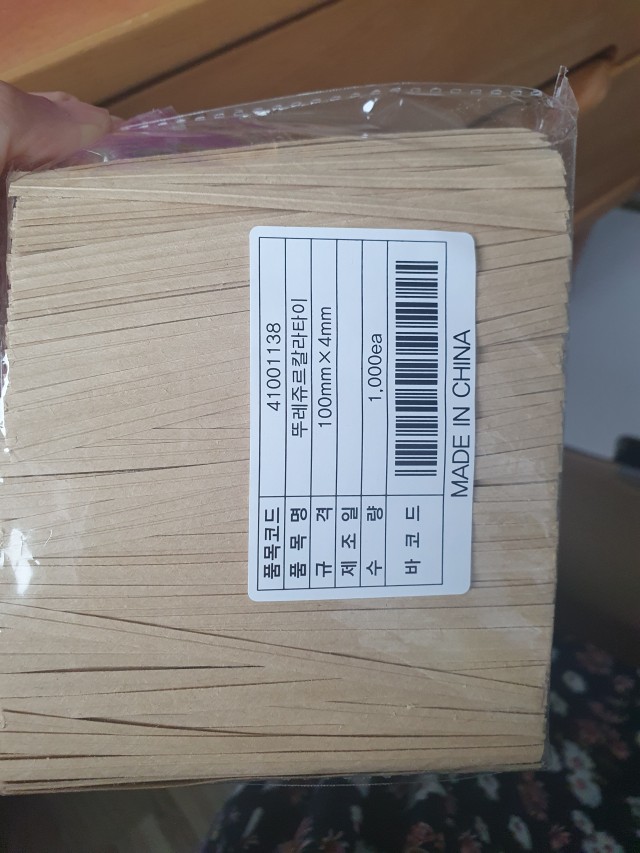 품목코드 41001138
품목명 뚜레쥬르칼라타이
규격 100mm×4mm
제조일
수량 1,000ea
바코드
MADE IN CHINA